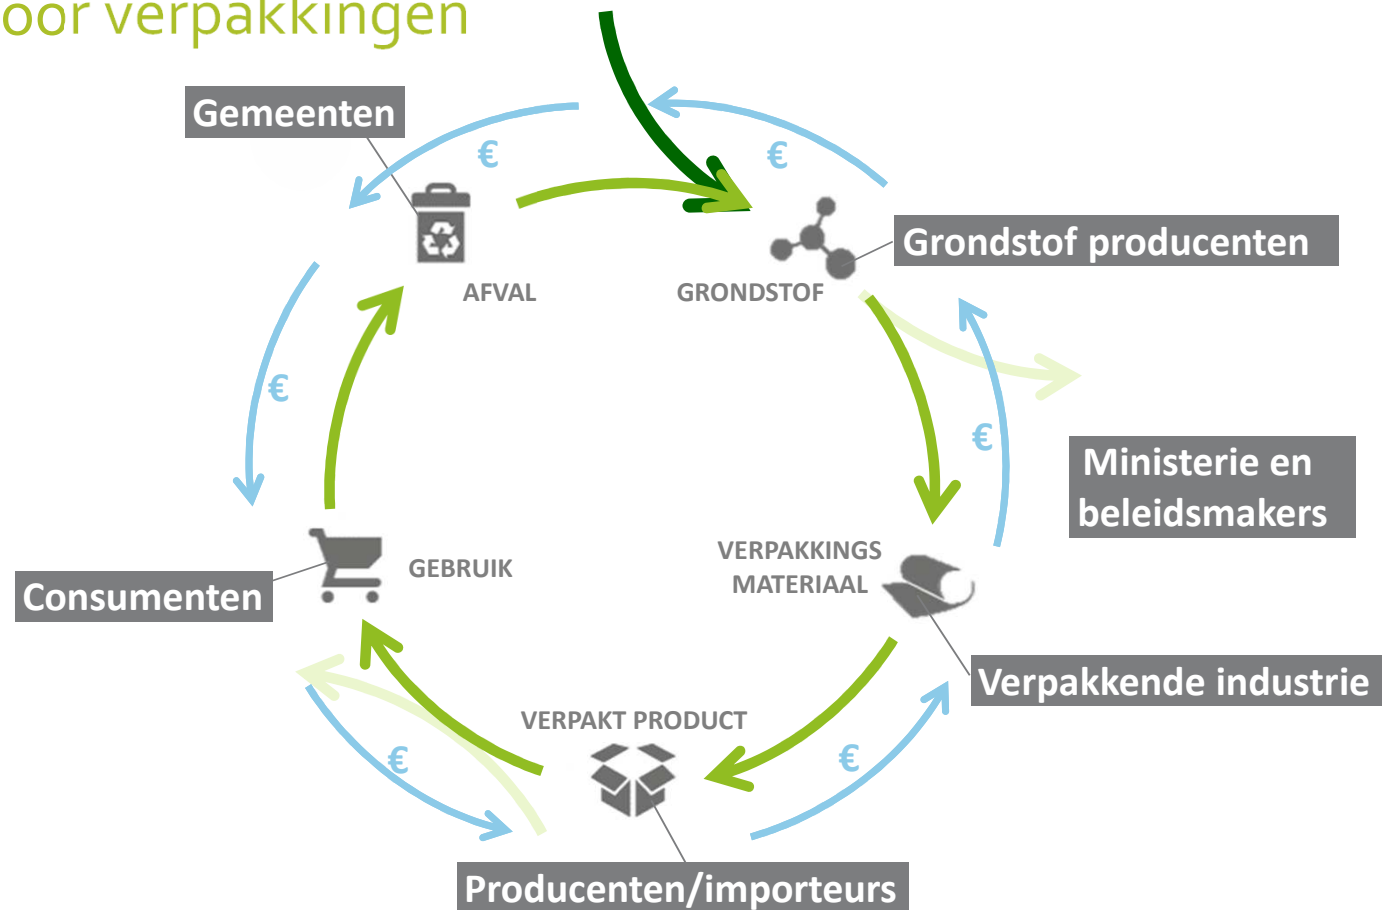 oor verpakkingen
Gemeenten
€
€
Grondstof producenten
AFVAL
GRONDSTOF
€
€
Ministerie en
beleidsmakers
VERPAKKINGS
MATERIAAL
GEBRUIK
Consumenten
Verpakkende industrie
VERPAKT PRODUCT
€
€
Producenten/importeurs